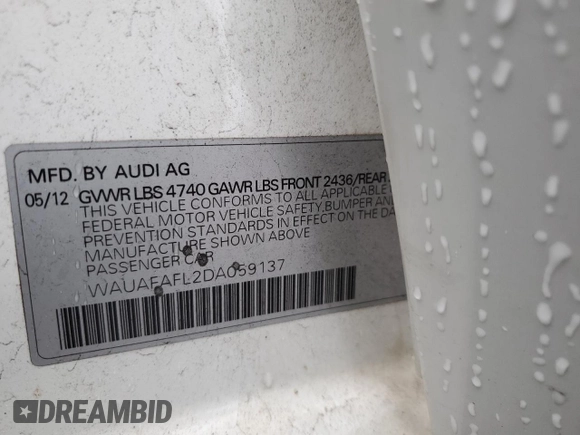 MFD. BY AUDI AG
05/12 GVWR LBS 4740 GAWR LBS FRONT 2436/REAR
THIS VEHICLE CONFORMS TO ALL APPLICABLE
FEDERAL MOTOR VEHICLE SAFETY, BUMPER AND
PREVENTION STANDARDS IN EFFECT ON THE DA
MANUFACTURE SHOWN ABOVE
PASSENGER CAR
WAUAFAFL2DA059137
DREAMBID